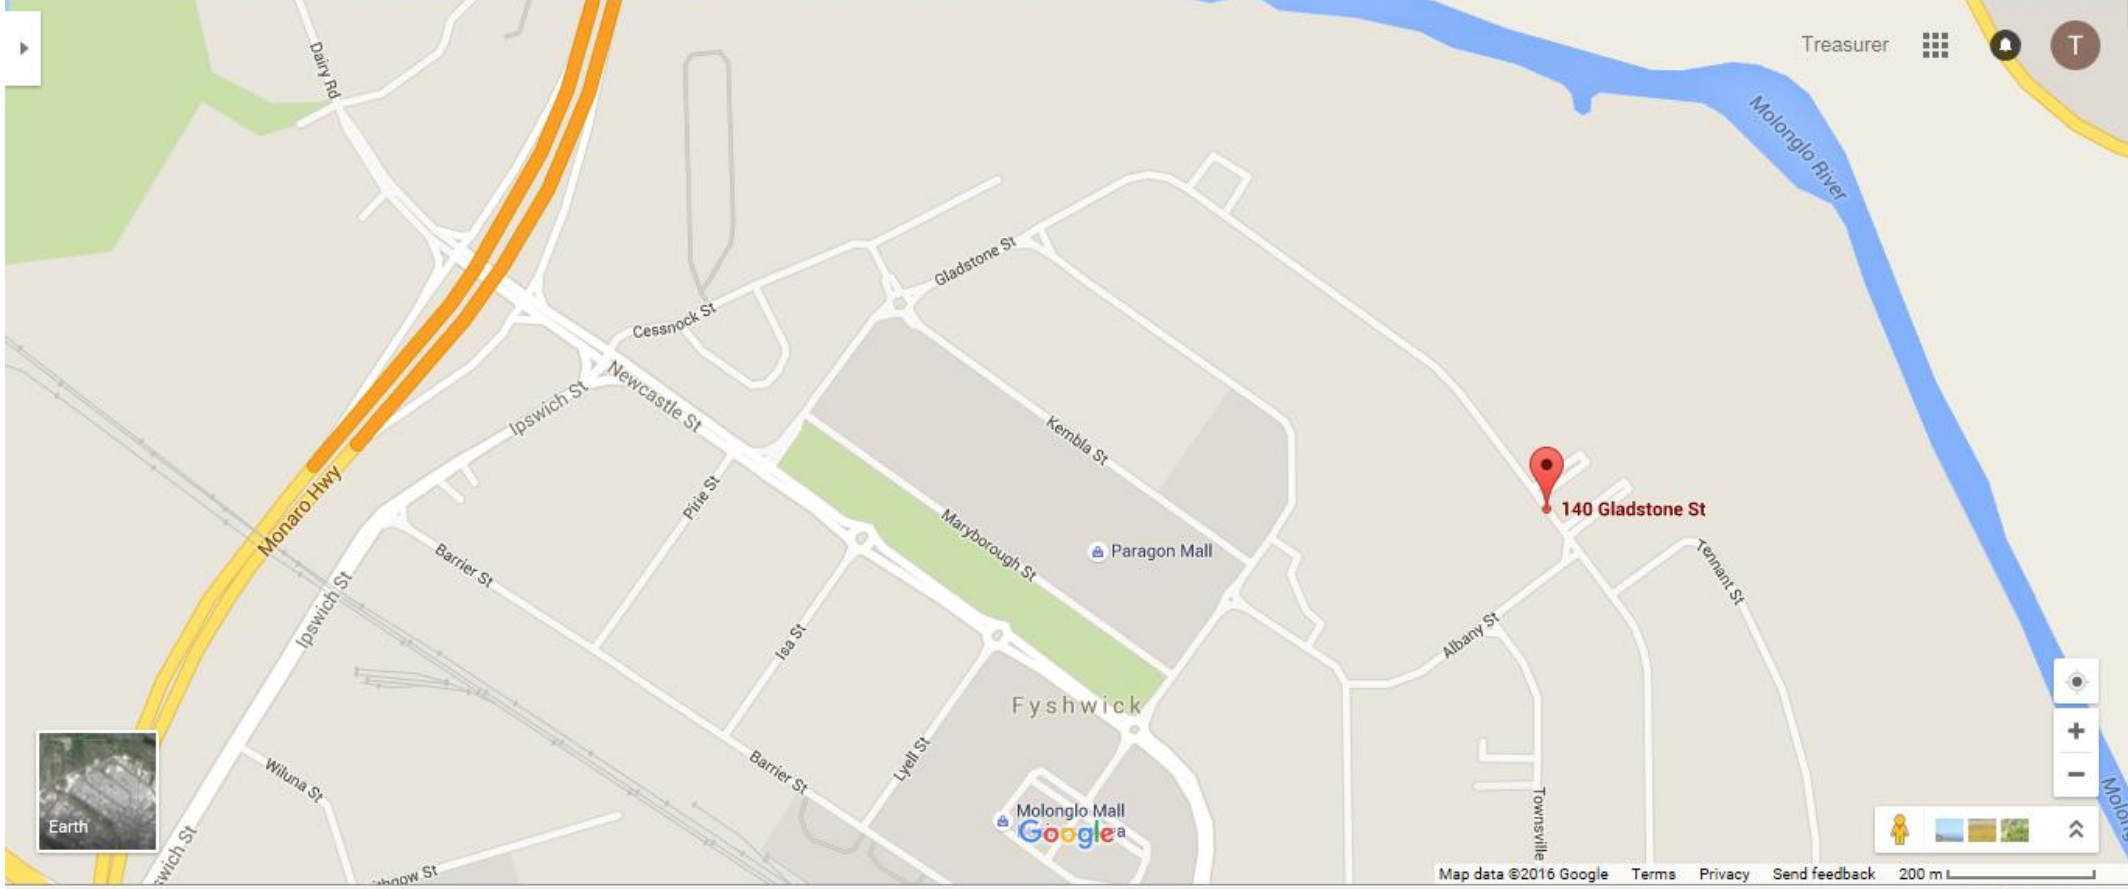 Dairy Rd
Treasurer
T
Molonglo River
Gladstone St
Cessnock St
Newcastle St
Ipswich St
Kembla St
Monaro Hwy
Pirie St
140 Gladstone St
Maryborough St
Paragon Mall
Barrier St
Tennant St
Ipswich St
Isa St
Albany St
Fyshwick
Lyell St
Barrier St
Wiluna St
Molonglo Mall
Google
Townsville
Earth
Map data ©2016 Google Terms Privacy Send feedback 200 m